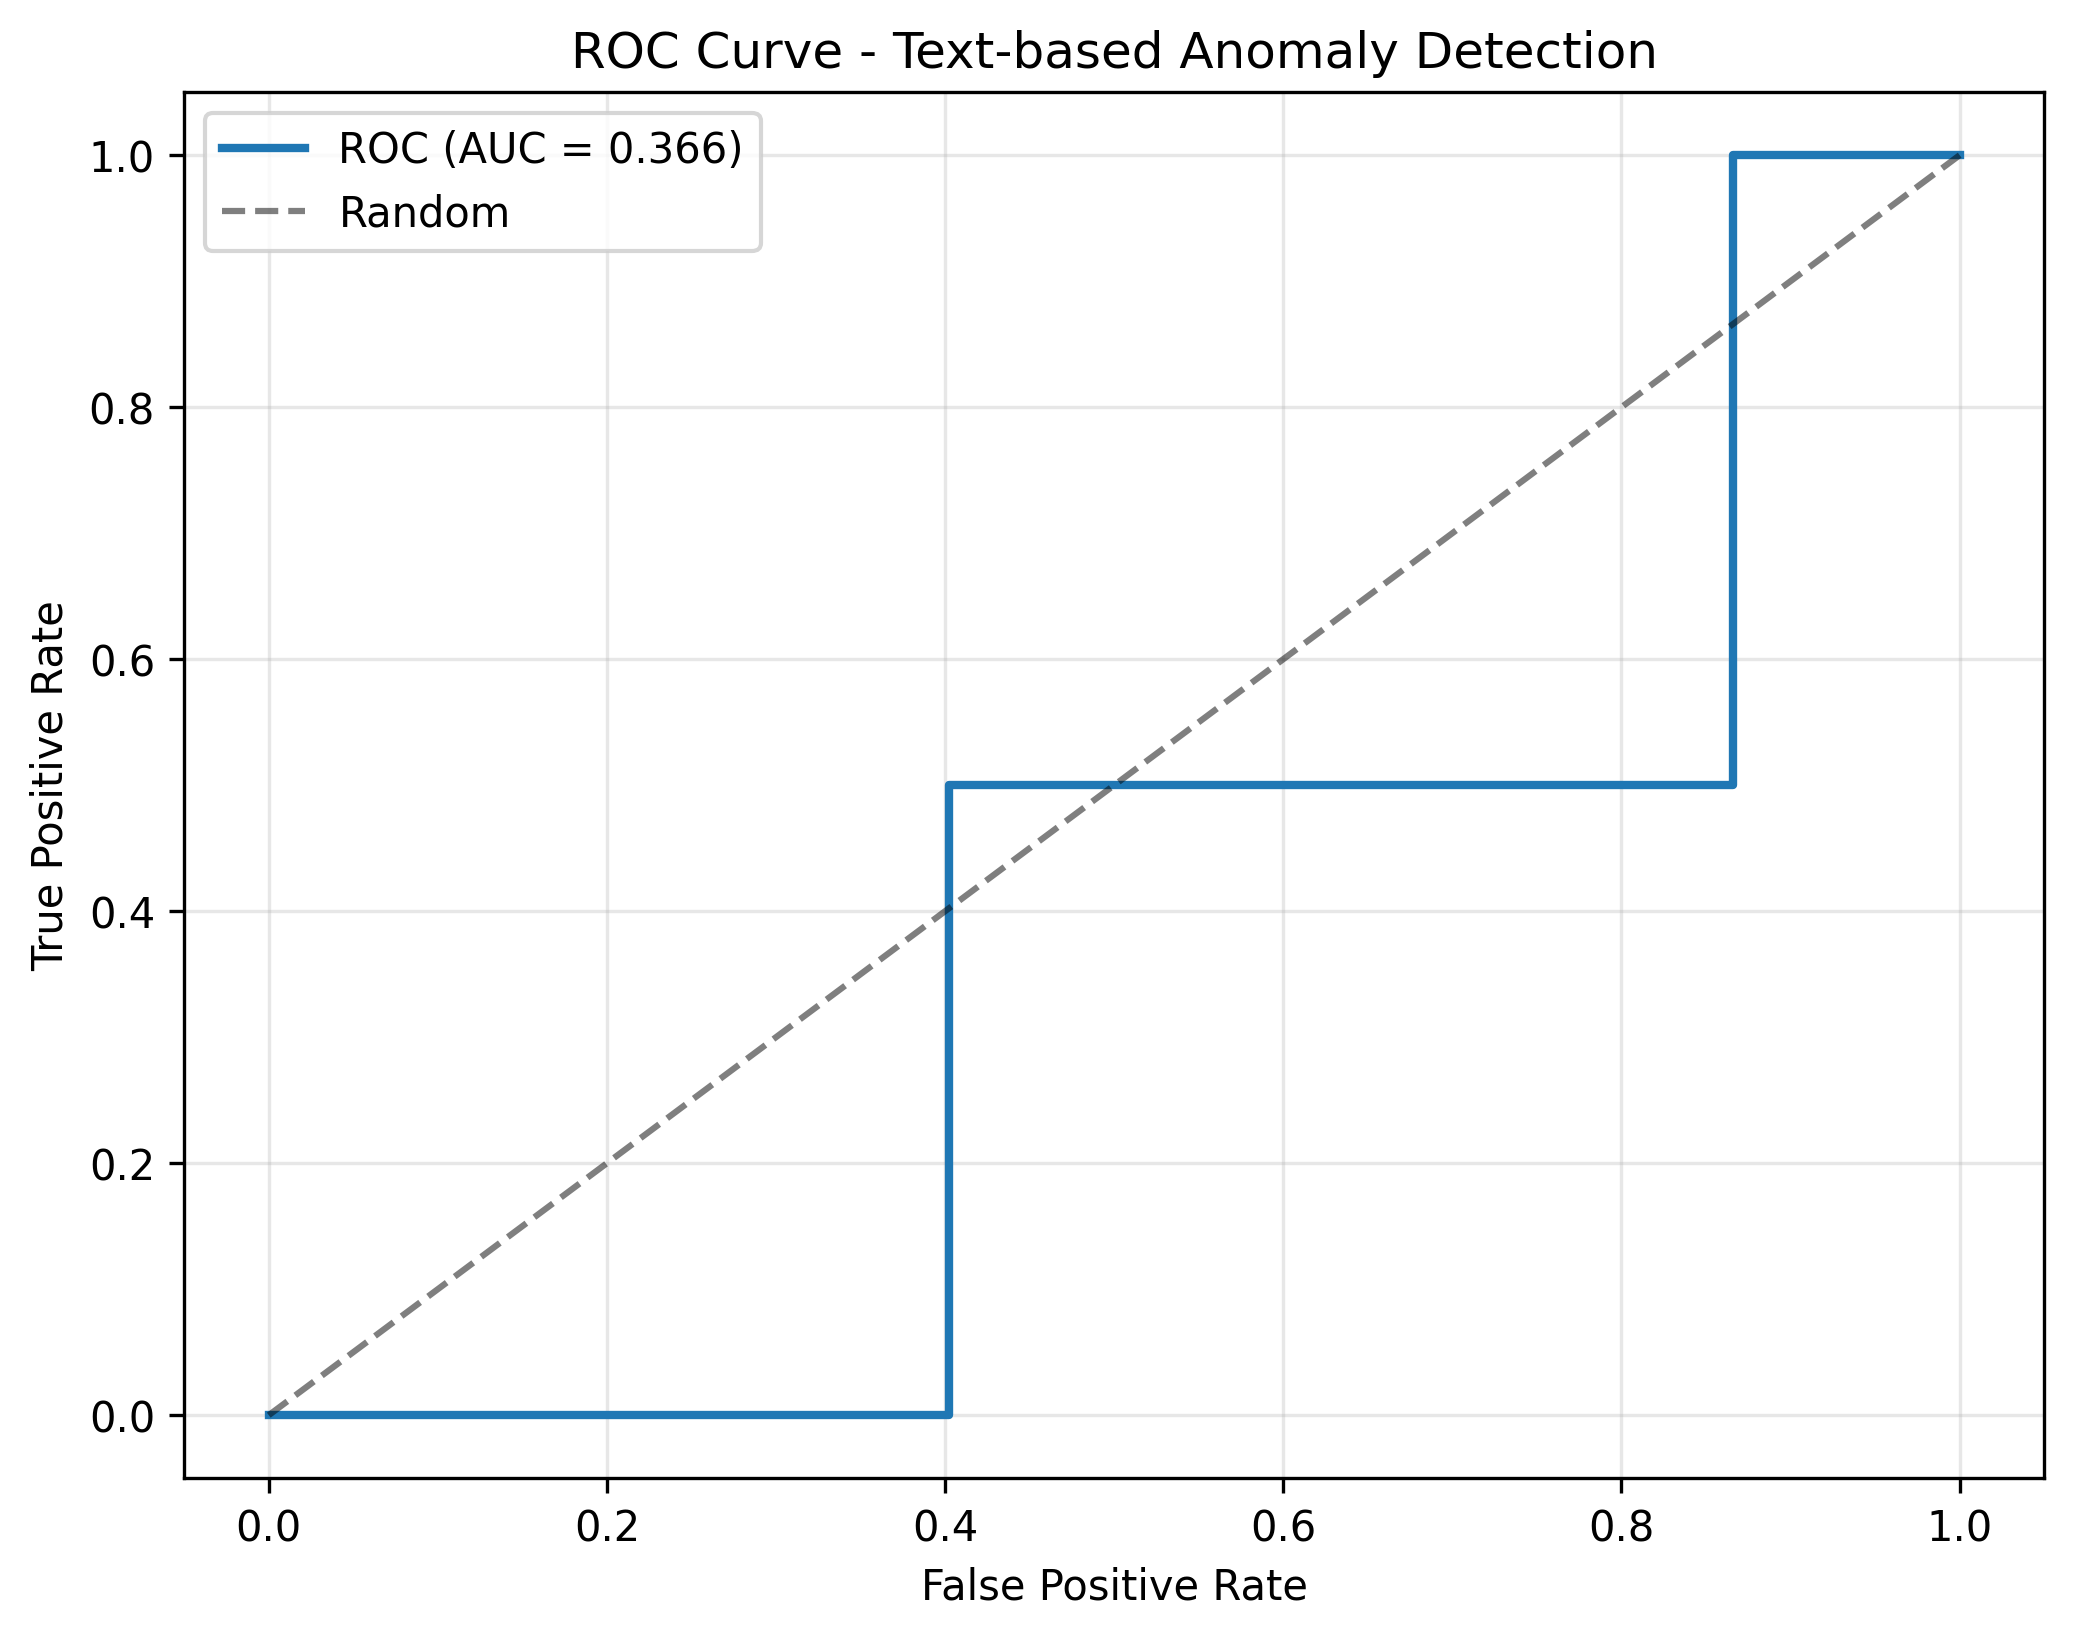 ROC Curve - Text-based Anomaly Detection
ROC (AUC = 0.366)
Random
1.0
0.8
0.6
0.4
0.2
0.0
True Positive Rate
0.0 0.2 0.4 0.6 0.8 1.0
False Positive Rate